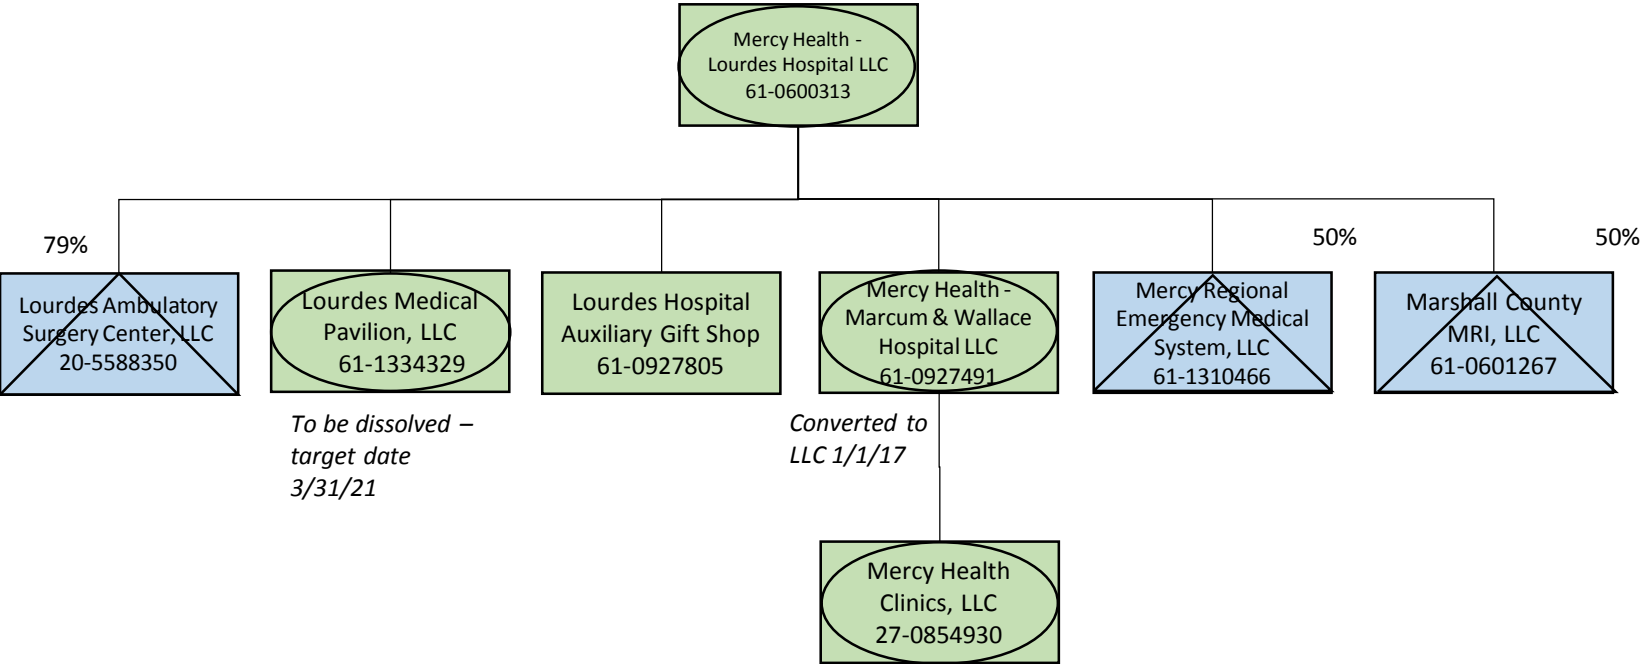 Mercy Health -
Lourdes Hospital LLC
61-0600313
79%
50%
50%
Lourdes Ambulatory
Surgery Center, LLC
20-5588350
Lourdes Medical
Pavilion, LLC
61-1334329
To be dissolved –
target date
3/31/21
Lourdes Hospital
Auxiliary Gift Shop
61-0927805
Mercy Health -
Marcum & Wallace
Hospital LLC
61-0927491
Converted to
LLC 1/1/17
Mercy Regional
Emergency Medical
System, LLC
61-1310466
Marshall County
MRI, LLC
61-0601267
Mercy Health
Clinics, LLC
27-0854930